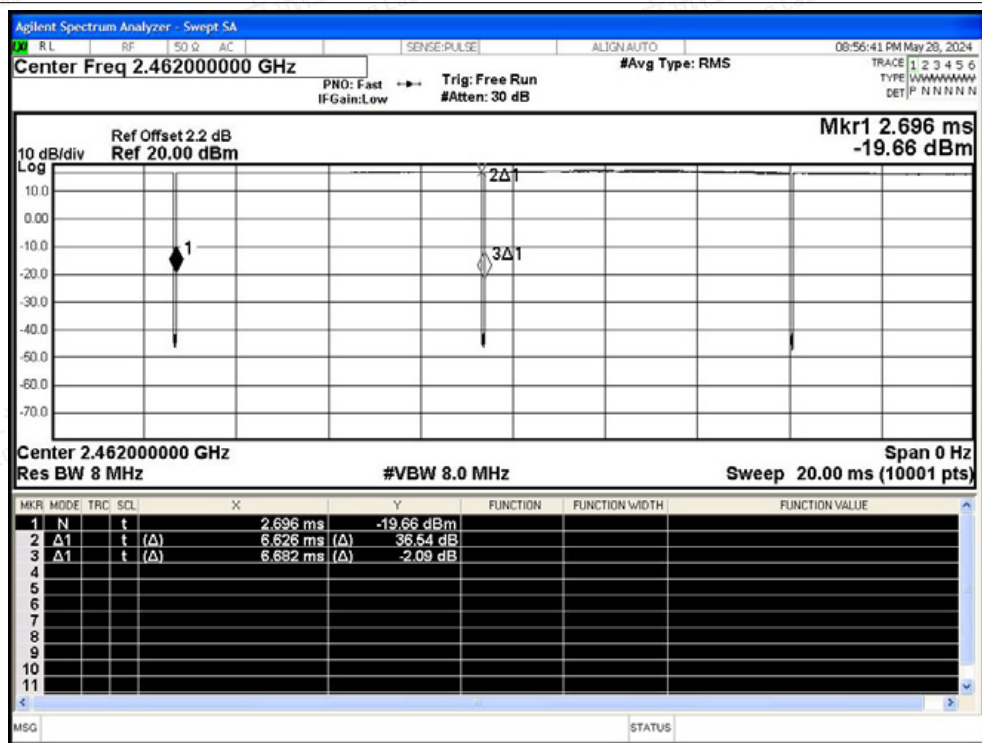 Agilent Spectrum Analyzer - Swept SA
RL RF 50 Ω AC SENSE:PULSE ALIGN AUTO 08:56:41 PM May 28, 2024
Center Freq 2.462000000 GHz
PNO: Fast
IFGain:Low
Trig: Free Run
#Atten: 30 dB
#Avg Type: RMS
TRACE 1 2 3 4 5 6
TYPE WWWWWW
DET P N N N N N
Ref Offset 2.2 dB
10 dB/div Ref 20.00 dBm
Log
Mkr1 2.696 ms
-19.66 dBm
10.0
0.00
-10.0
-20.0
-30.0
-40.0
-50.0
-60.0
-70.0
1
2Δ1
3Δ1
Center 2.462000000 GHz Span 0 Hz
Res BW 8 MHz #VBW 8.0 MHz Sweep 20.00 ms (10001 pts)
MKR MODE TRC SCL X Y FUNCTION FUNCTION WIDTH FUNCTION VALUE
1 N t 2.696 ms -19.66 dBm
2 Δ1 t (Δ) 6.626 ms (Δ) 36.54 dB
3 Δ1 t (Δ) 6.682 ms (Δ) -2.09 dB
4
5
6
7
8
9
10
11
MSG STATUS